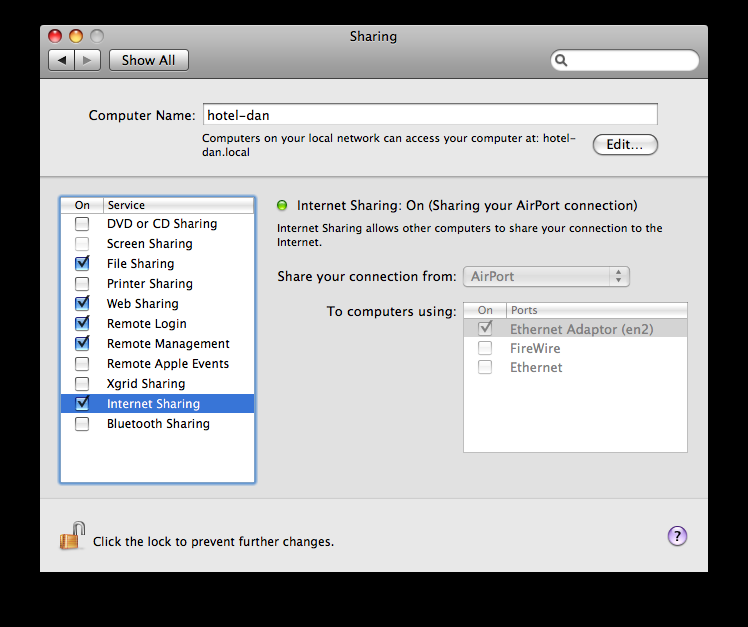 Sharing
Show All
Computer Name: hotel-dan
Computers on your local network can access your computer at: hotel-
dan.local
Edit...
On Service
DVD or CD Sharing
Screen Sharing
File Sharing
Printer Sharing
Web Sharing
Remote Login
Remote Management
Remote Apple Events
Xgrid Sharing
Internet Sharing
Bluetooth Sharing
Internet Sharing: On (Sharing your AirPort connection)
Internet Sharing allows other computers to share your connection to the
Internet.
Share your connection from: AirPort
To computers using:
On Ports
Ethernet Adaptor (en2)
FireWire
Ethernet
Click the lock to prevent further changes.
?